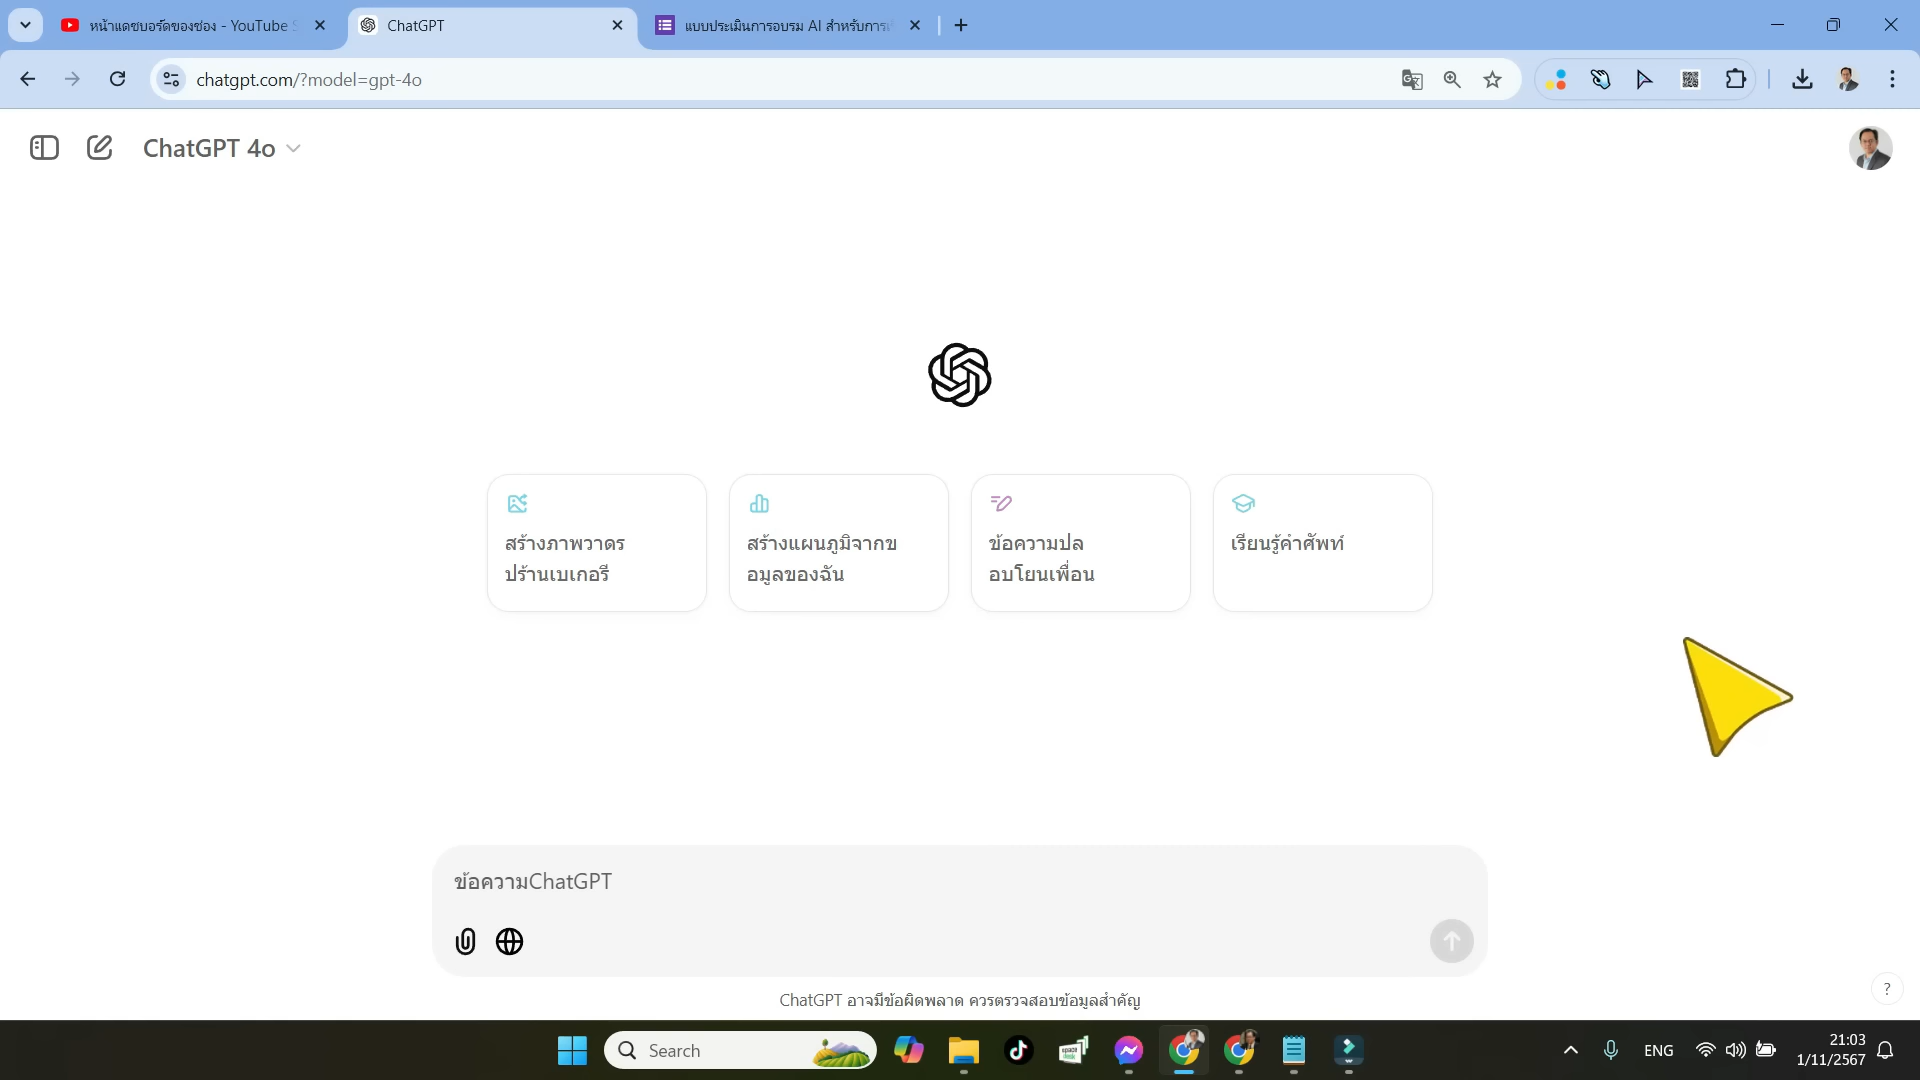 หน้าแดชบอร์ดของช่อง - YouTube S
ChatGPT
แบบประเมินการอบรม AI สำหรับการเ
chatgpt.com/?model=gpt-4o
ChatGPT 4o
สร้างภาพวาดร
ปร้านเบเกอรี
สร้างแผนภูมิจากข
อมูลของฉัน
ข้อความปล
อบโยนเพื่อน
เรียนรู้คำศัพท์
ข้อความChatGPT
ChatGPT อาจมีข้อผิดพลาด ควรตรวจสอบข้อมูลสำคัญ
?
Search
ENG
21:03
1/11/2567